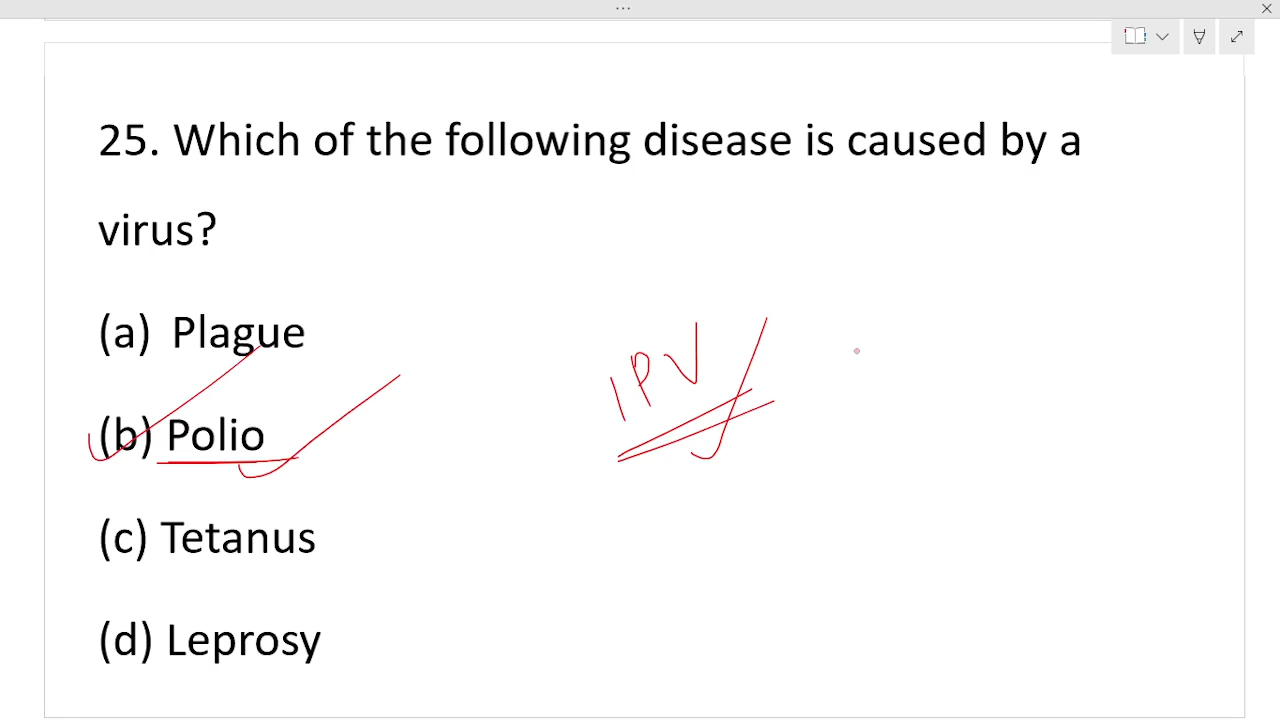 25. Which of the following disease is caused by a
virus?
(a) Plague
IPV
(b) Polio
(c) Tetanus
(d) Leprosy